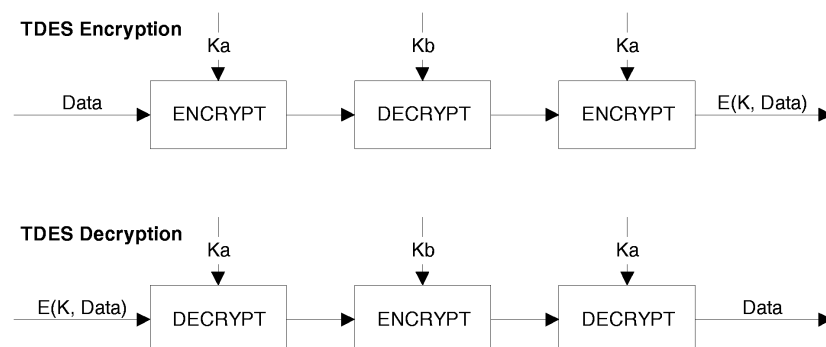 TDES Encryption
Ka
Kb
Ka
Data
ENCRYPT
DECRYPT
ENCRYPT
E(K, Data)
TDES Decryption
Ka
Kb
Ka
E(K, Data)
DECRYPT
ENCRYPT
DECRYPT
Data